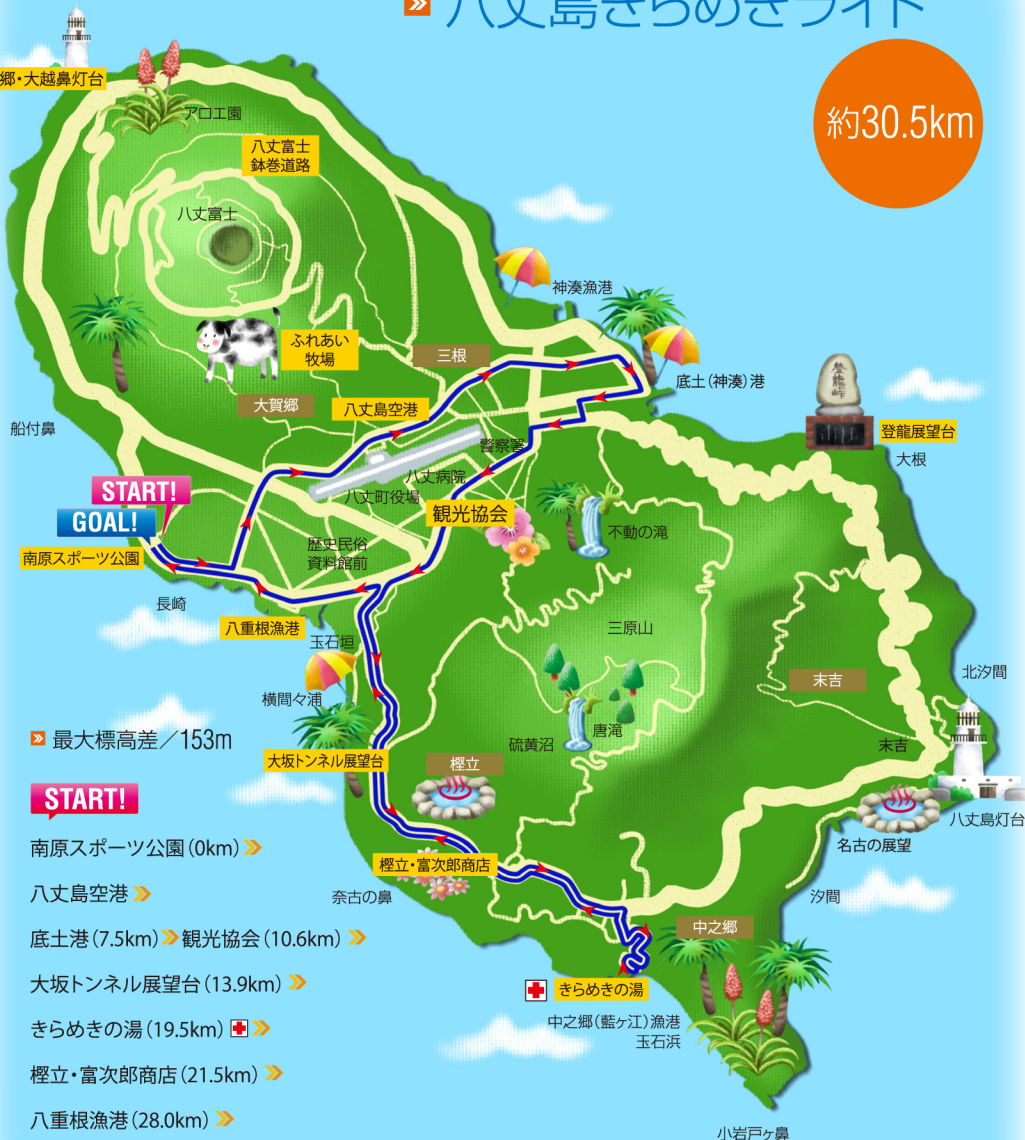 八丈島きらめきライド
約30.5km
郷・大越鼻灯台
アロエ園
八丈富士
鉢巻道路
八丈富士
神湊漁港
ふれあい
牧場
三根
底土(神湊)港
大賀郷
八丈島空港
登龍峠
登龍展望台
大根
船付鼻
警察署
八丈病院
八丈町役場
START!
GOAL!
観光協会
不動の滝
南原スポーツ公園
歴史民俗
資料館前
長崎
八重根漁港
玉石垣
三原山
横間々浦
末吉
北汐間
唐滝
硫黄沼
末吉
大坂トンネル展望台
樫立
八丈島灯台
名古の展望
樫立・富次郎商店
奈古の鼻
汐間
中之郷
きらめきの湯
中之郷(藍ヶ江)漁港
玉石浜
小岩戸ヶ鼻
最大標高差/153m
START!
南原スポーツ公園(0km)
八丈島空港
底土港(7.5km) 観光協会(10.6km)
大坂トンネル展望台(13.9km)
きらめきの湯(19.5km)
樫立・富次郎商店(21.5km)
八重根漁港(28.0km)